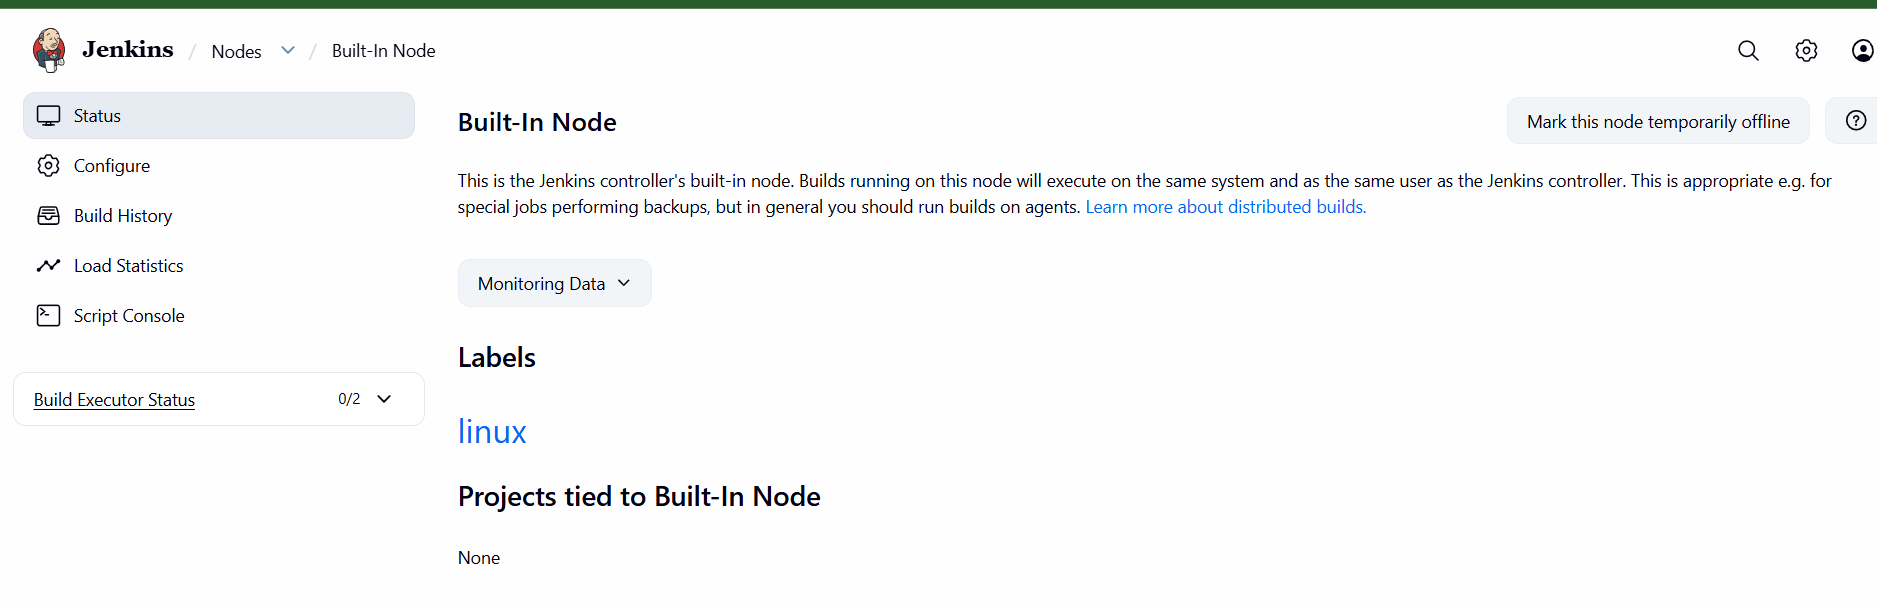 Jenkins / Nodes / Built-In Node
Status
Configure
Build History
Load Statistics
Script Console
Build Executor Status 0/2
Built-In Node
Mark this node temporarily offline
This is the Jenkins controller's built-in node. Builds running on this node will execute on the same system and as the same user as the Jenkins controller. This is appropriate e.g. for
special jobs performing backups, but in general you should run builds on agents. Learn more about distributed builds.
Monitoring Data
Labels
linux
Projects tied to Built-In Node
None